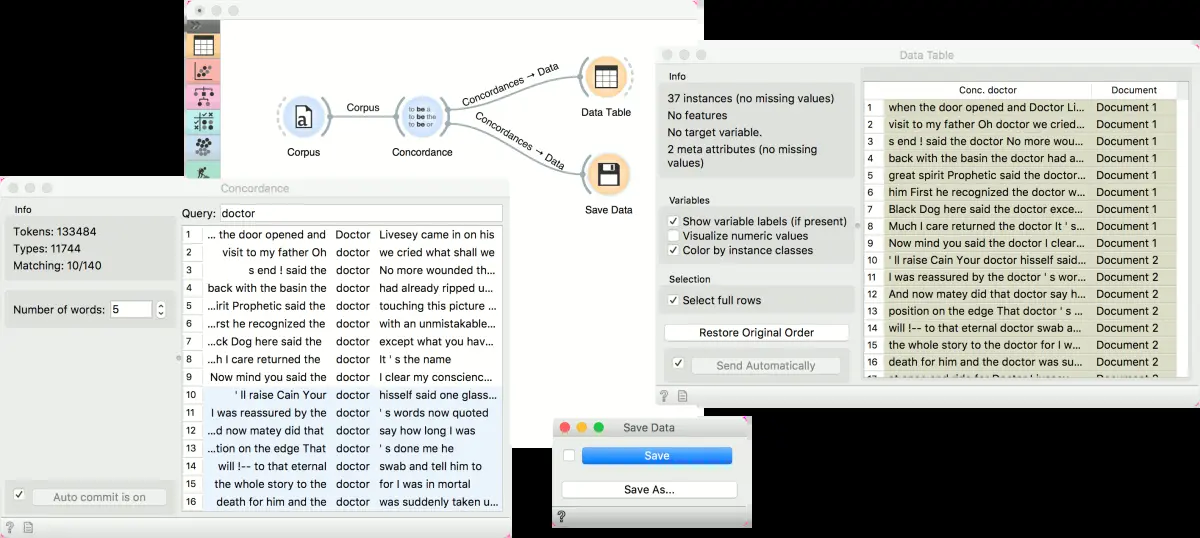 Corpus
Concordances → Data
Concordances → Data
a
to be a
to be the
to be or
Corpus
Concordance
Data Table
Save Data
Concordance
Info
Tokens: 133484
Types: 11744
Matching: 10/140
Number of words: 5
Auto commit is on
?
Query: doctor
1 ... the door opened and Doctor Livesey came in on his
2 visit to my father Oh doctor we cried what shall we
3 s end ! said the doctor No more wounded th...
4 back with the basin the doctor had already ripped u...
5 ...irit Prophetic said the doctor touching this picture ...
6 ...rst he recognized the doctor with an unmistakable...
7 ...ck Dog here said the doctor except what you hav...
8 ...h I care returned the doctor It ' s the name
9 Now mind you said the doctor I clear my conscienc...
10 ' ll raise Cain Your doctor hisself said one glass...
11 I was reassured by the doctor ' s words now quoted
12 ...d now matey did that doctor say how long I was
13 ...tion on the edge That doctor ' s done me he
14 will !-- to that eternal doctor swab and tell him to
15 the whole story to the doctor for I was in mortal
16 death for him and the doctor was suddenly taken u...
Data Table
Info
37 instances (no missing values)
No features
No target variable.
2 meta attributes (no missing
values)
Variables
Show variable labels (if present)
Visualize numeric values
Color by instance classes
Selection
Select full rows
Restore Original Order
Send Automatically
?
Conc. doctor Document
1 when the door opened and Doctor Li... Document 1
2 visit to my father Oh doctor we cried... Document 1
3 s end ! said the doctor No more wou... Document 1
4 back with the basin the doctor had a... Document 1
5 great spirit Prophetic said the doctor... Document 1
6 him First he recognized the doctor w... Document 1
7 Black Dog here said the doctor exce... Document 1
8 Much I care returned the doctor It ' s... Document 1
9 Now mind you said the doctor I clear... Document 1
10 ' ll raise Cain Your doctor hisself said... Document 2
11 I was reassured by the doctor ' s wor... Document 2
12 And now matey did that doctor say h... Document 2
13 position on the edge That doctor ' s ... Document 2
14 will !-- to that eternal doctor swab a... Document 2
15 the whole story to the doctor for I w... Document 2
16 death for him and the doctor was su... Document 2
Save Data
Save
Save As...
?